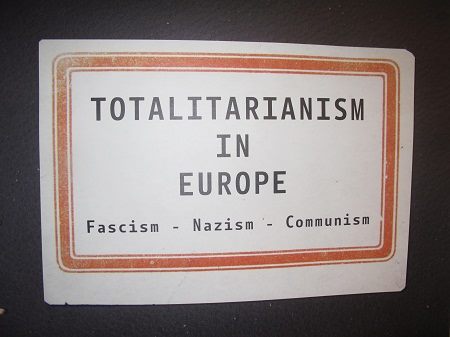 TOTALITARIANISM
IN
EUROPE
Fascism - Nazism - Communism